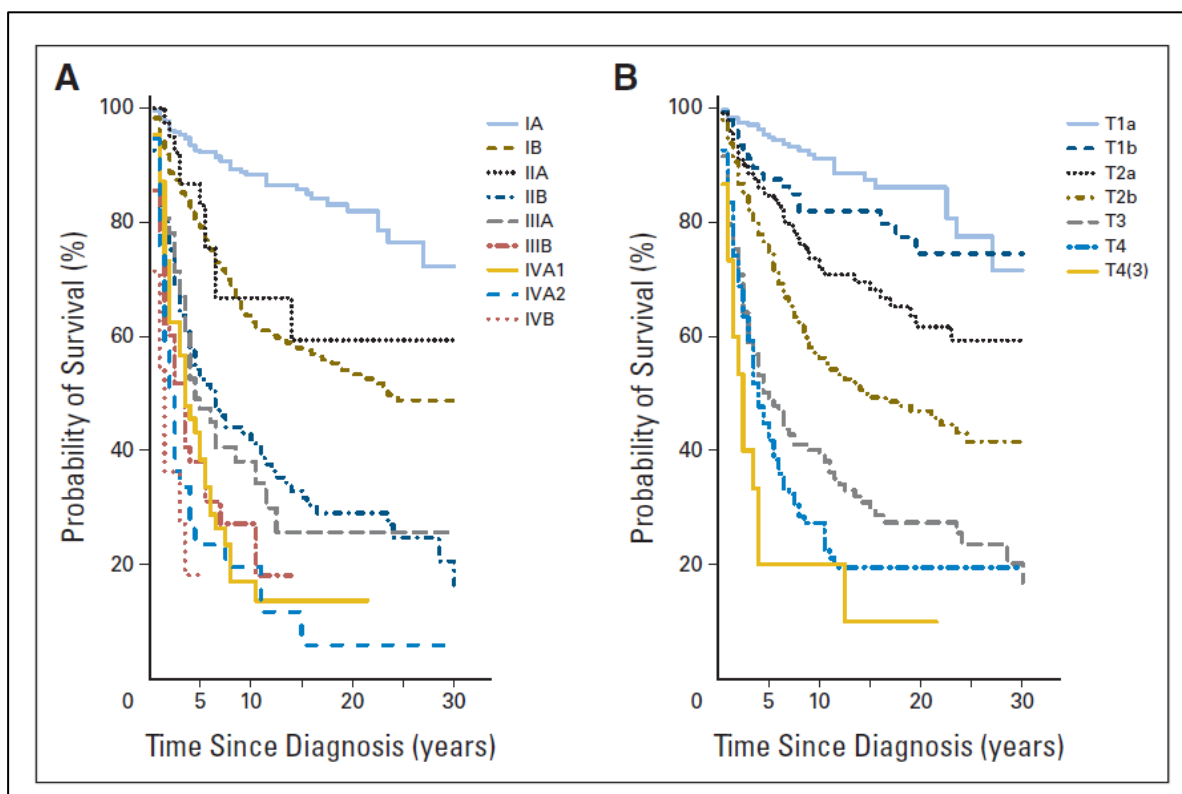 A
Probability of Survival (%)
100
80
60
40
20
0
5
10
20
30
Time Since Diagnosis (years)
IA
IB
IIA
IIB
IIIA
IIIB
IVA1
IVA2
IVB
B
Probability of Survival (%)
100
80
60
40
20
0
5
10
20
30
Time Since Diagnosis (years)
T1a
T1b
T2a
T2b
T3
T4
T4(3)